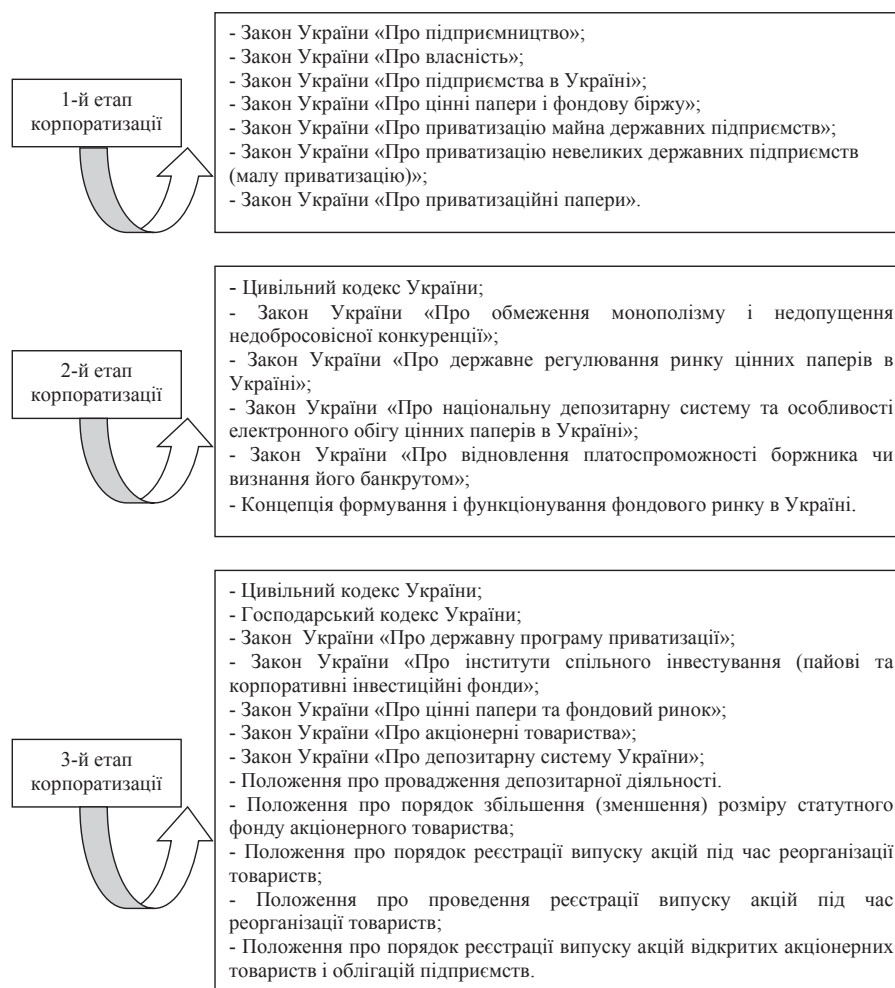 1-й етап
корпоратизації
- Закон України «Про підприємництво»;
- Закон України «Про власність»;
- Закон України «Про підприємства в Україні»;
- Закон України «Про цінні папери і фондову біржу»;
- Закон України «Про приватизацію майна державних підприємств»;
- Закон України «Про приватизацію невеликих державних підприємств
(малу приватизацію)»;
- Закон України «Про приватизаційні папери».
2-й етап
корпоратизації
- Цивільний кодекс України;
- Закон України «Про обмеження монополізму і недопущення
недобросовісної конкуренції»;
- Закон України «Про державне регулювання ринку цінних паперів в
Україні»;
- Закон України «Про національну депозитарну систему та особливості
електронного обігу цінних паперів в Україні»;
- Закон України «Про відновлення платоспроможності боржника чи
визнання його банкрутом»;
- Концепція формування і функціонування фондового ринку в Україні.
3-й етап
корпоратизації
- Цивільний кодекс України;
- Господарський кодекс України;
- Закон України «Про державну програму приватизації»;
- Закон України «Про інститути спільного інвестування (пайові та
корпоративні інвестиційні фонди»;
- Закон України «Про цінні папери та фондовий ринок»;
- Закон України «Про акціонерні товариства»;
- Закон України «Про депозитарну систему України»;
- Положення про провадження депозитарної діяльності.
- Положення про порядок збільшення (зменшення) розміру статутного
фонду акціонерного товариства;
- Положення про порядок реєстрації випуску акцій під час реорганізації
товариств;
- Положення про проведення реєстрації випуску акцій під час
реорганізації товариств;
- Положення про порядок реєстрації випуску акцій відкритих акціонерних
товариств і облігацій підприємств.